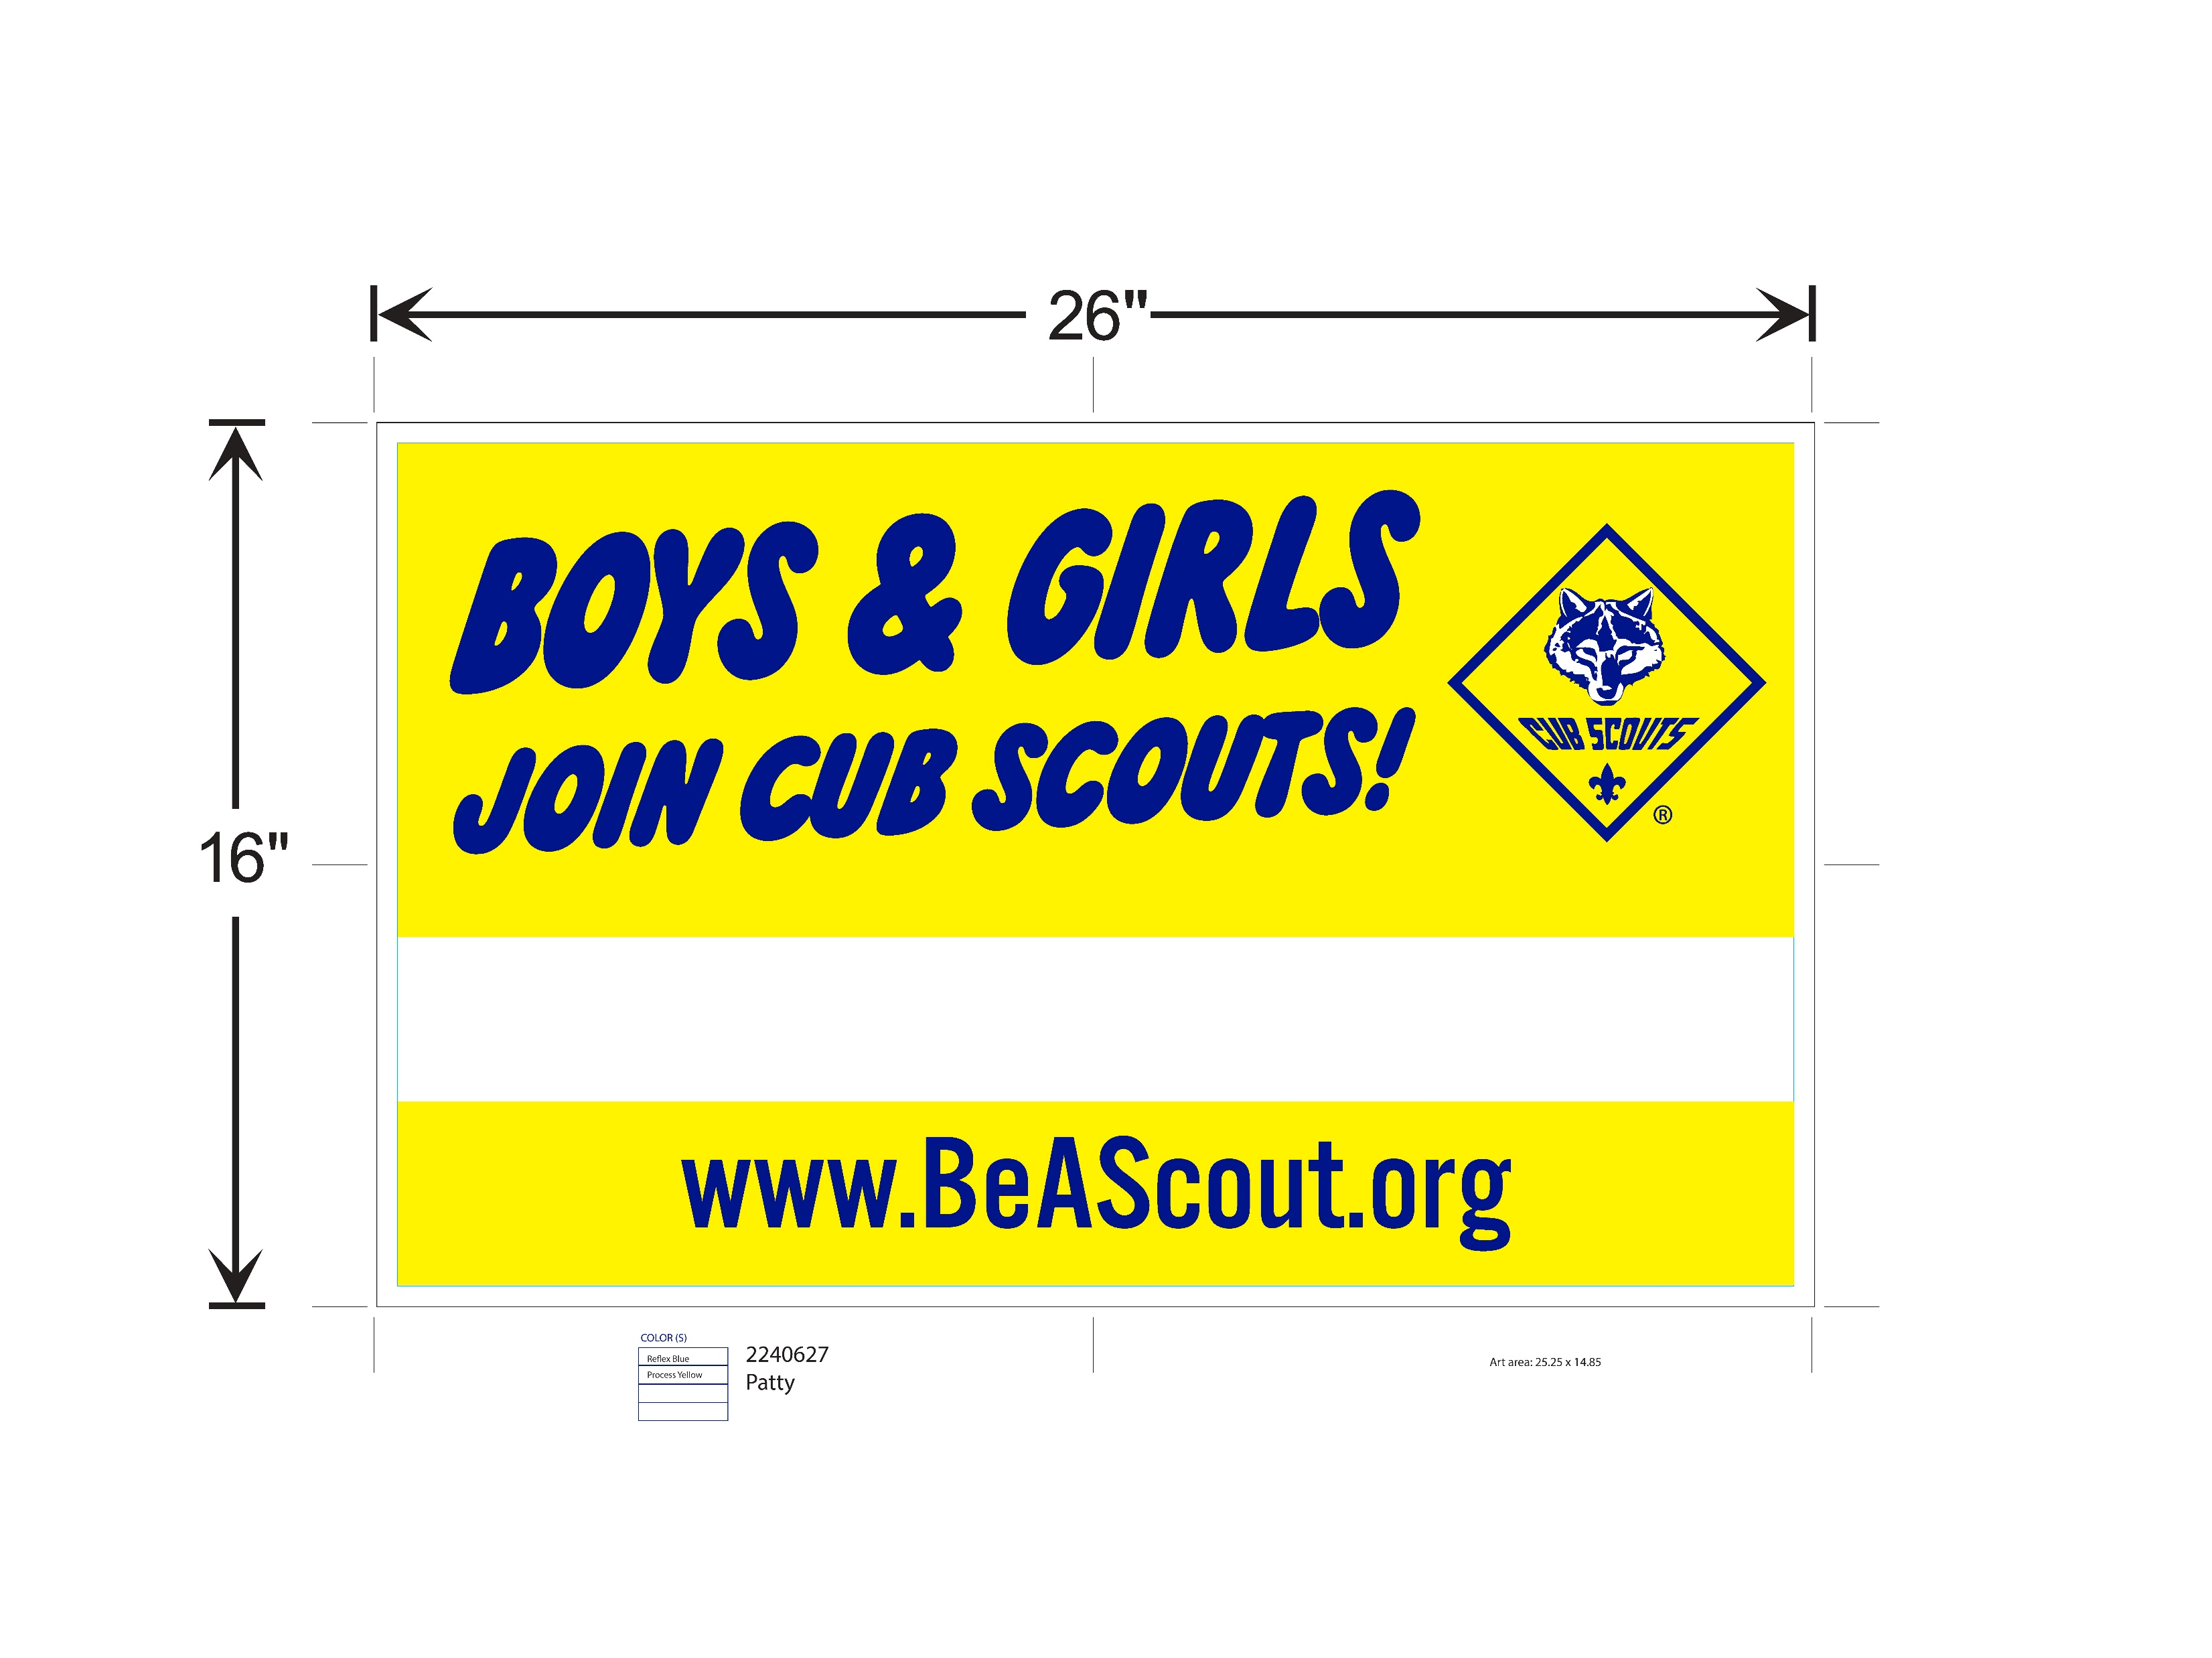 26"
16"
BOYS & GIRLS
JOIN CUB SCOUTS!
CUB SCOUTS
®
www.BeAScout.org
COLOR (S)
Reflex Blue
Process Yellow
2240627
Patty
Art area: 25.25 x 14.85